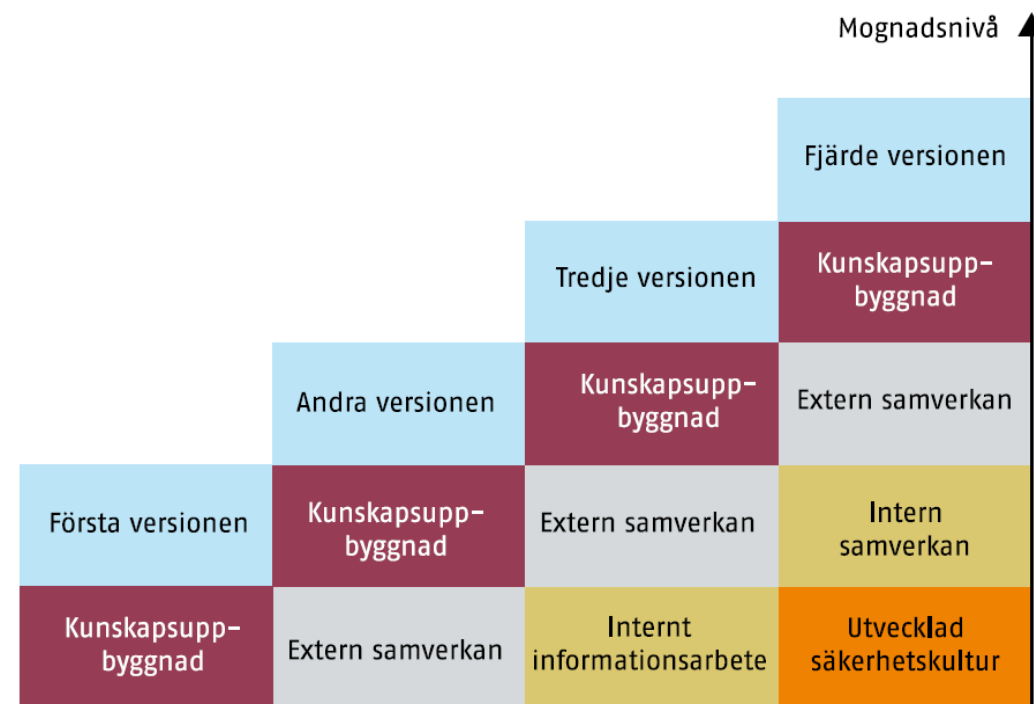 Mognadsnivå
Fjärde versionen
Tredje versionen
Kunskapsupp-
byggnad
Andra versionen
Kunskapsupp-
byggnad
Extern samverkan
Första versionen
Kunskapsupp-
byggnad
Extern samverkan
Intern
samverkan
Kunskapsupp-
byggnad
Extern samverkan
Internt
informationsarbete
Utvecklad
säkerhetskultur